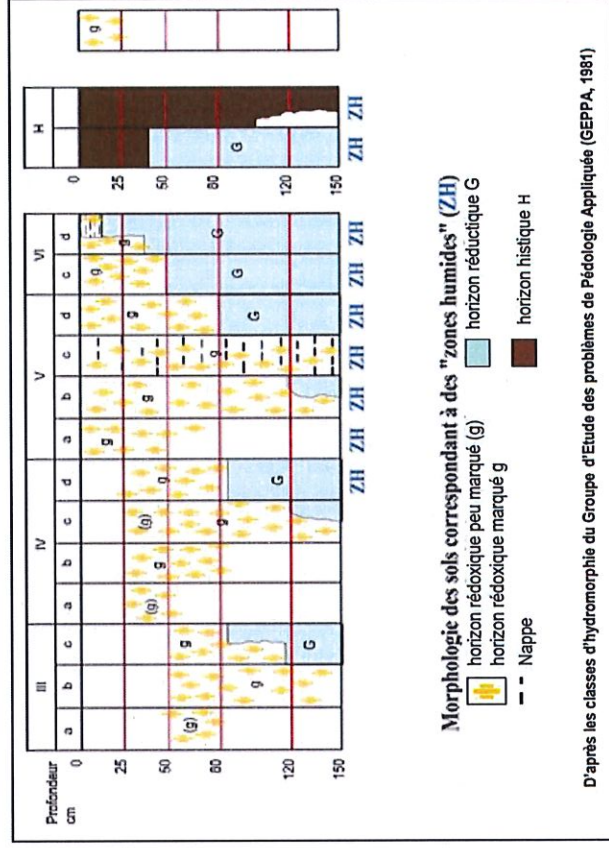 III IV V VI H
Profondeur
cm
a b c a b c d a b c d c d
0 0
g g g g
25 25
(g) g (g) g g g g
50 50
(g) g g g
80 80
g G G G G G
120 120
G
150 150
ZH ZH ZH ZH ZH ZH ZH ZH ZH
Morphologie des sols correspondant à des "zones humides" (ZH)
horizon rédoxique peu marqué (g)
horizon rédoxique marqué g
Nappe
horizon réductique G
horizon histique H
D'après les classes d'hydromorphie du Groupe d'Etude des problèmes de Pédologie Appliquée (GEPPA, 1981)